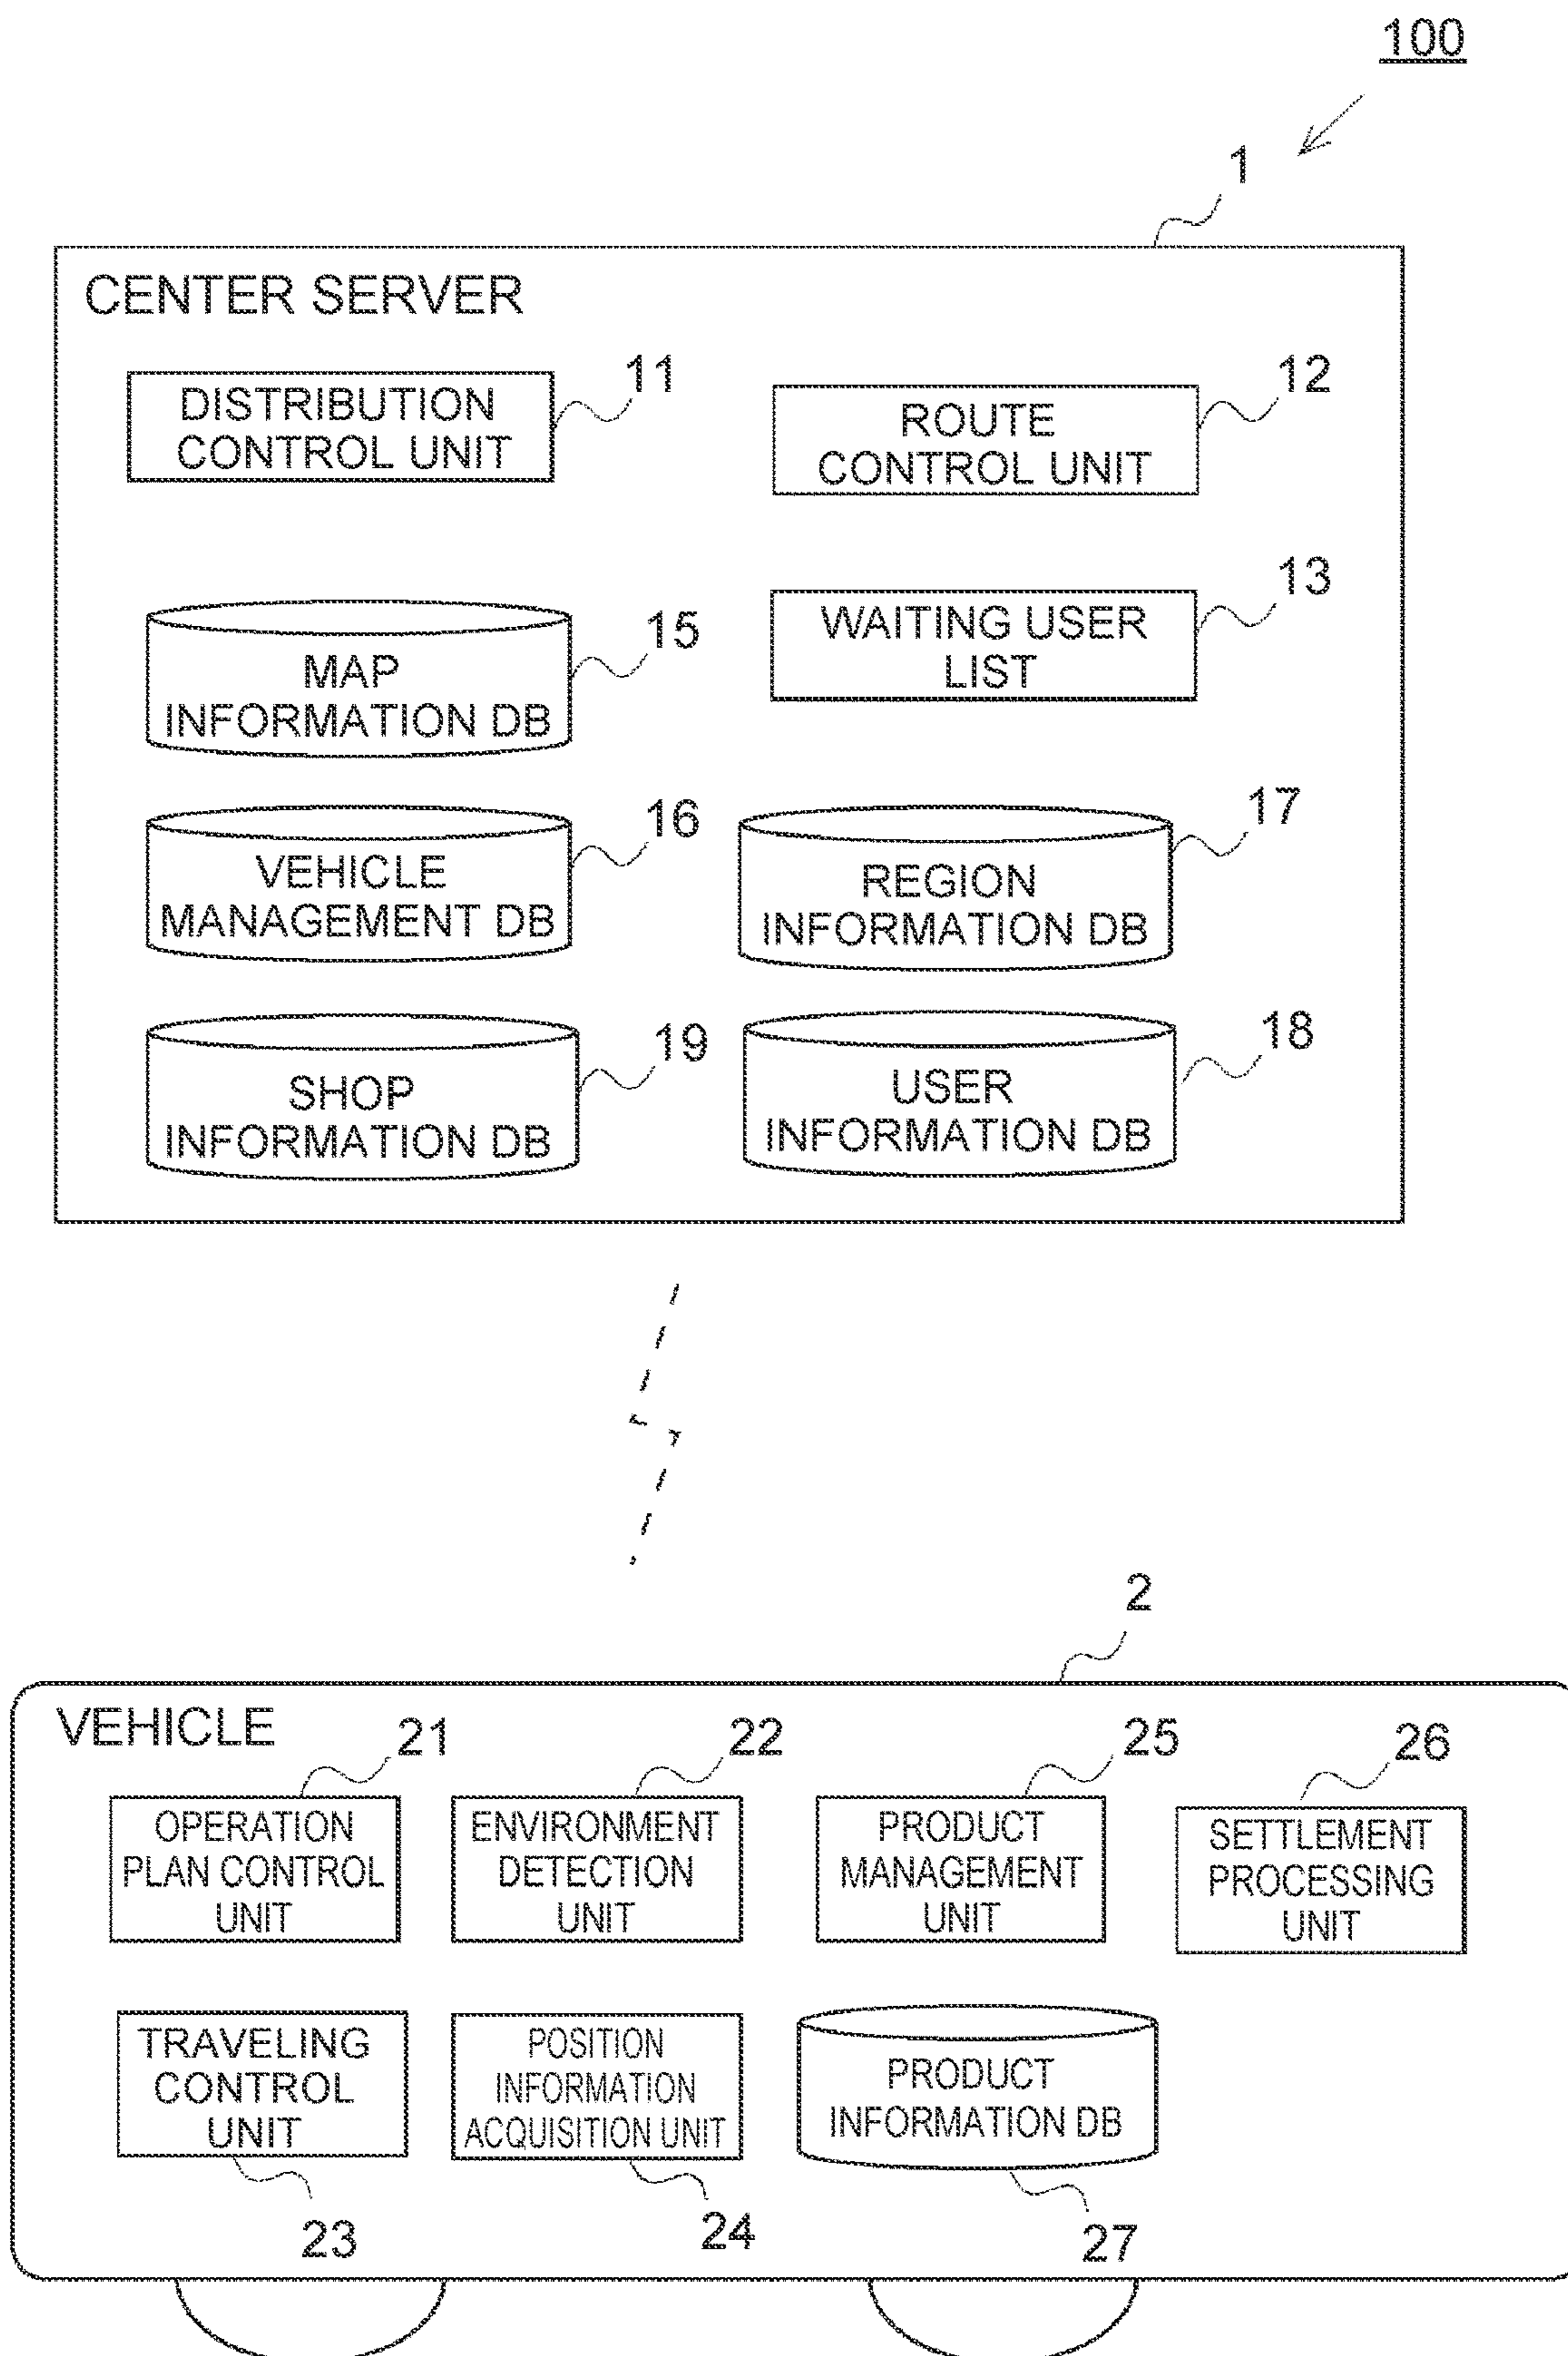 100
1
CENTER SERVER
11
DISTRIBUTION
CONTROL UNIT
12
ROUTE
CONTROL UNIT
13
WAITING USER
LIST
15
MAP
INFORMATION DB
16
VEHICLE
MANAGEMENT DB
17
REGION
INFORMATION DB
19
SHOP
INFORMATION DB
18
USER
INFORMATION DB
2
VEHICLE
21
OPERATION
PLAN CONTROL
UNIT
22
ENVIRONMENT
DETECTION
UNIT
25
PRODUCT
MANAGEMENT
UNIT
26
SETTLEMENT
PROCESSING
UNIT
TRAVELING
CONTROL
UNIT
23
POSITION
INFORMATION
ACQUISITION UNIT
24
PRODUCT
INFORMATION DB
27